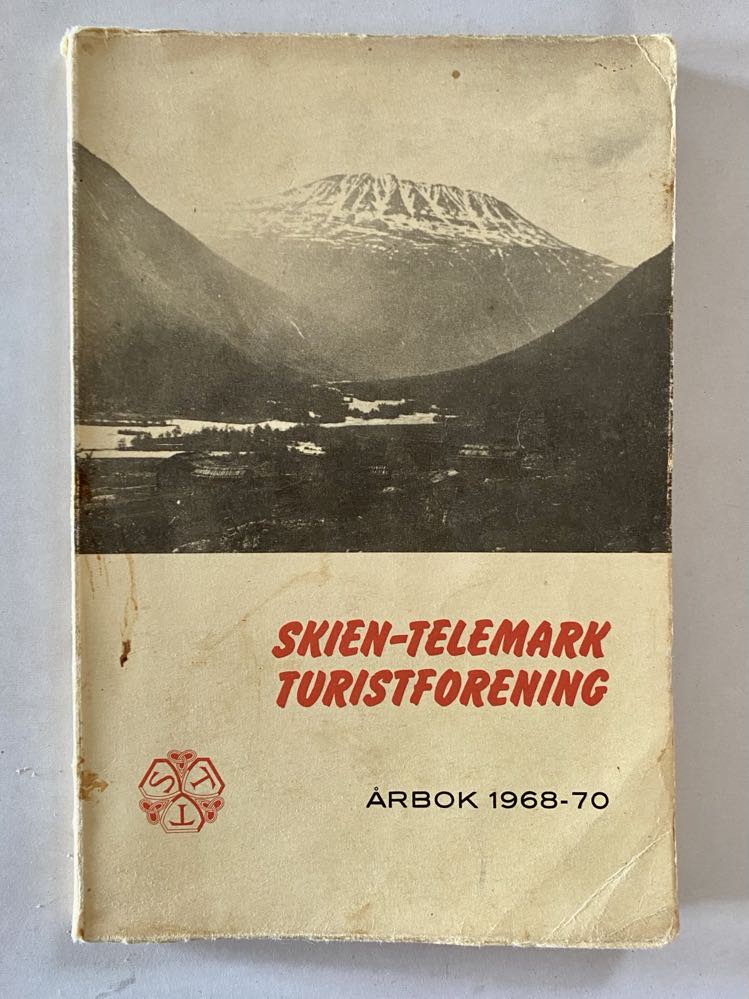 SKIEN-TELEMARK
TURISTFORENING
ÅRBOK 1968-70
S T T